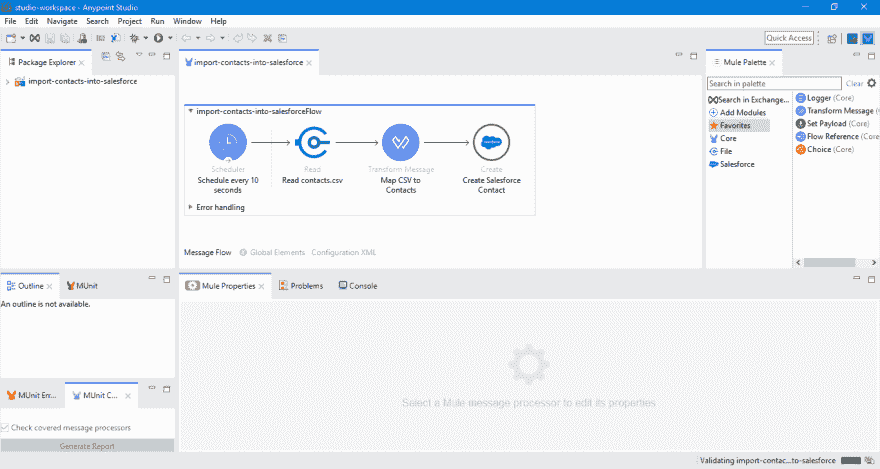 studio-workspace - Anypoint Studio
File Edit Navigate Search Project Run Window Help
Quick Access
Package Explorer
import-contacts-into-salesforce
import-contacts-into-salesforce
import-contacts-into-salesforceFlow
Scheduler
Schedule every 10
seconds
Read
Read contacts.csv
Transform Message
Map CSV to
Contacts
Create
Create Salesforce
Contact
Error handling
Message Flow Global Elements Configuration XML
Mule Palette
Search in palette
Clear
Search in Exchange...
Add Modules
Favorites
Core
File
Salesforce
Logger (Core)
Transform Message (
Set Payload (Core)
Flow Reference (Core)
Choice (Core)
Outline MUnit
An outline is not available.
MUnit Err... MUnit C...
Check covered message processors
Generate Report
Mule Properties Problems Console
Select a Mule message processor to edit its properties
Validating import-contac...to-salesforce